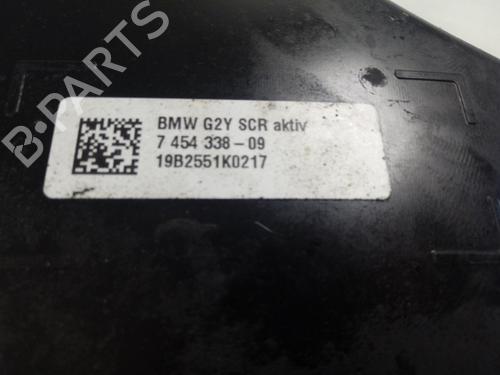 BMW G2Y SCR aktiv
7 454 338 - 09
19B2551K0217
B-PARTS